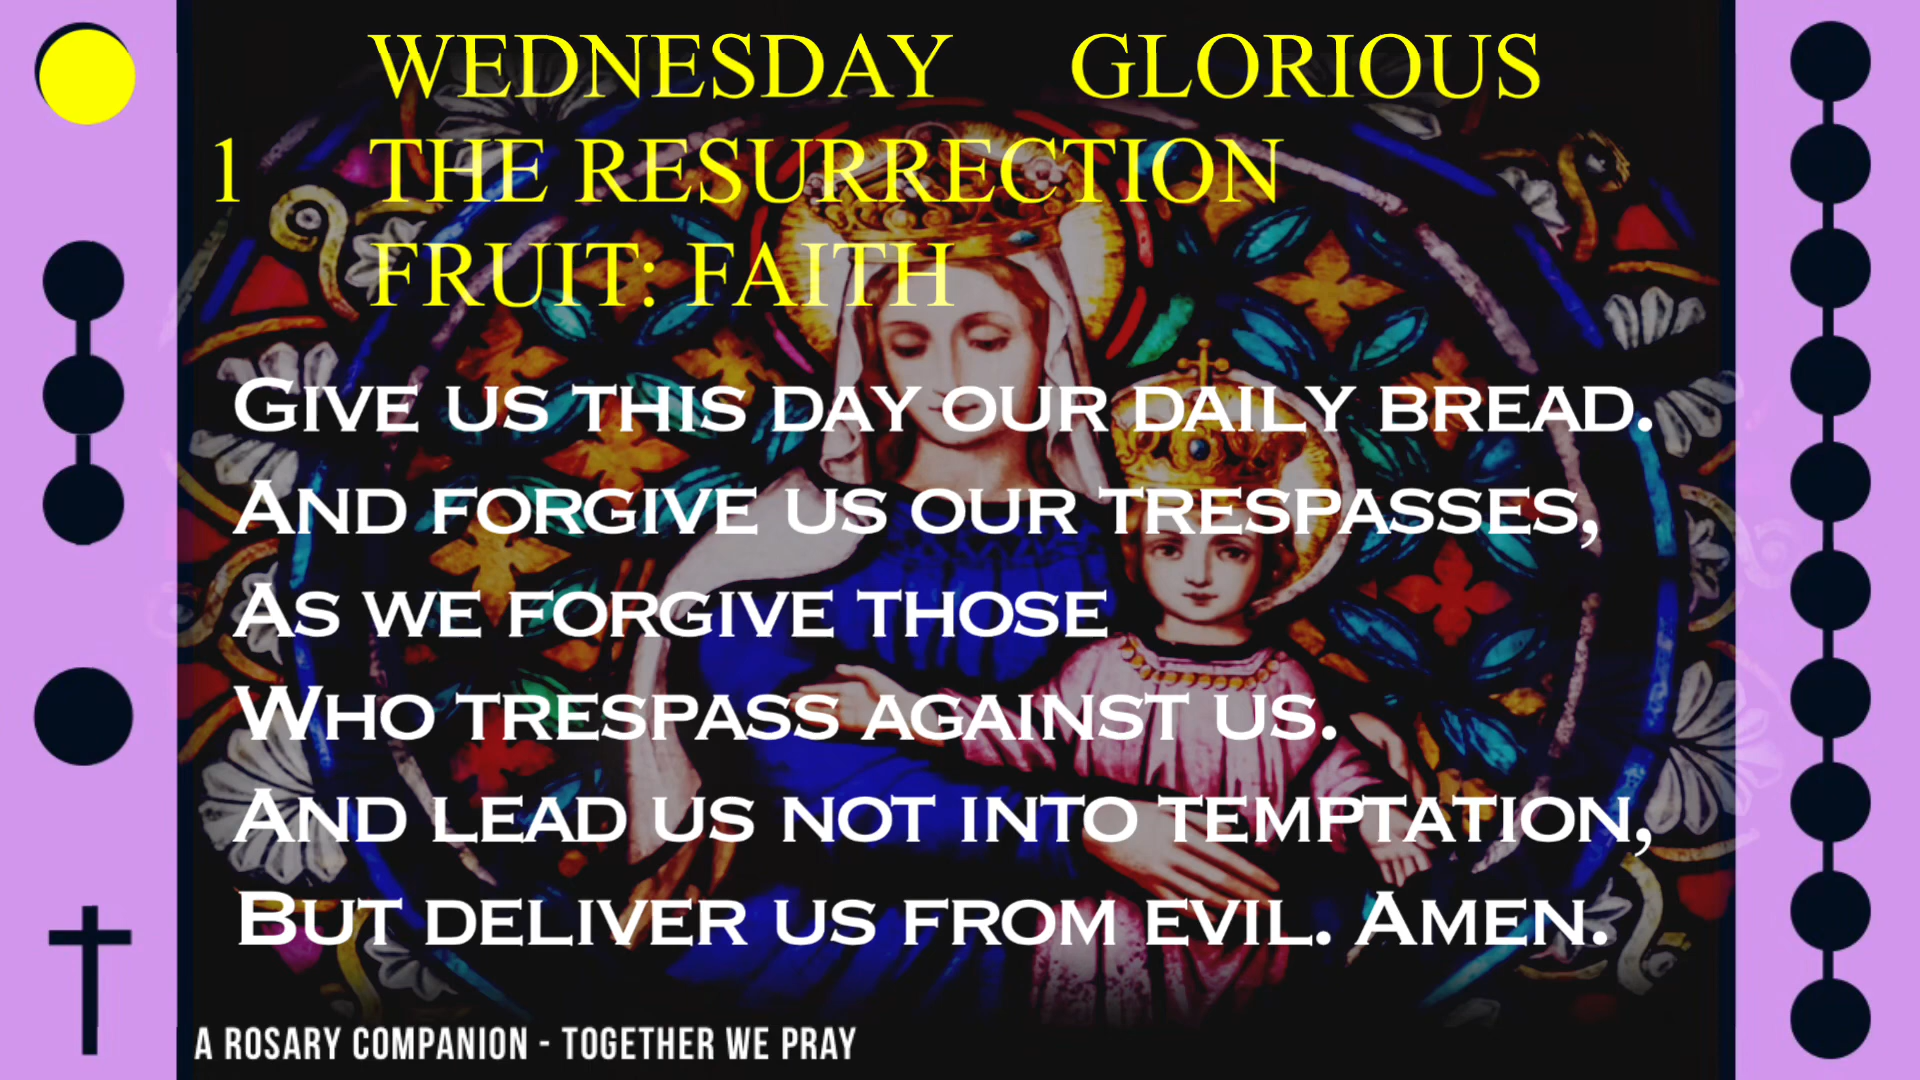 WEDNESDAY GLORIOUS
1 THE RESURRECTION
FRUIT: FAITH
GIVE US THIS DAY OUR DAILY BREAD.
AND FORGIVE US OUR TRESPASSES,
AS WE FORGIVE THOSE
WHO TRESPASS AGAINST US.
AND LEAD US NOT INTO TEMPTATION,
BUT DELIVER US FROM EVIL. AMEN.
A ROSARY COMPANION - TOGETHER WE PRAY